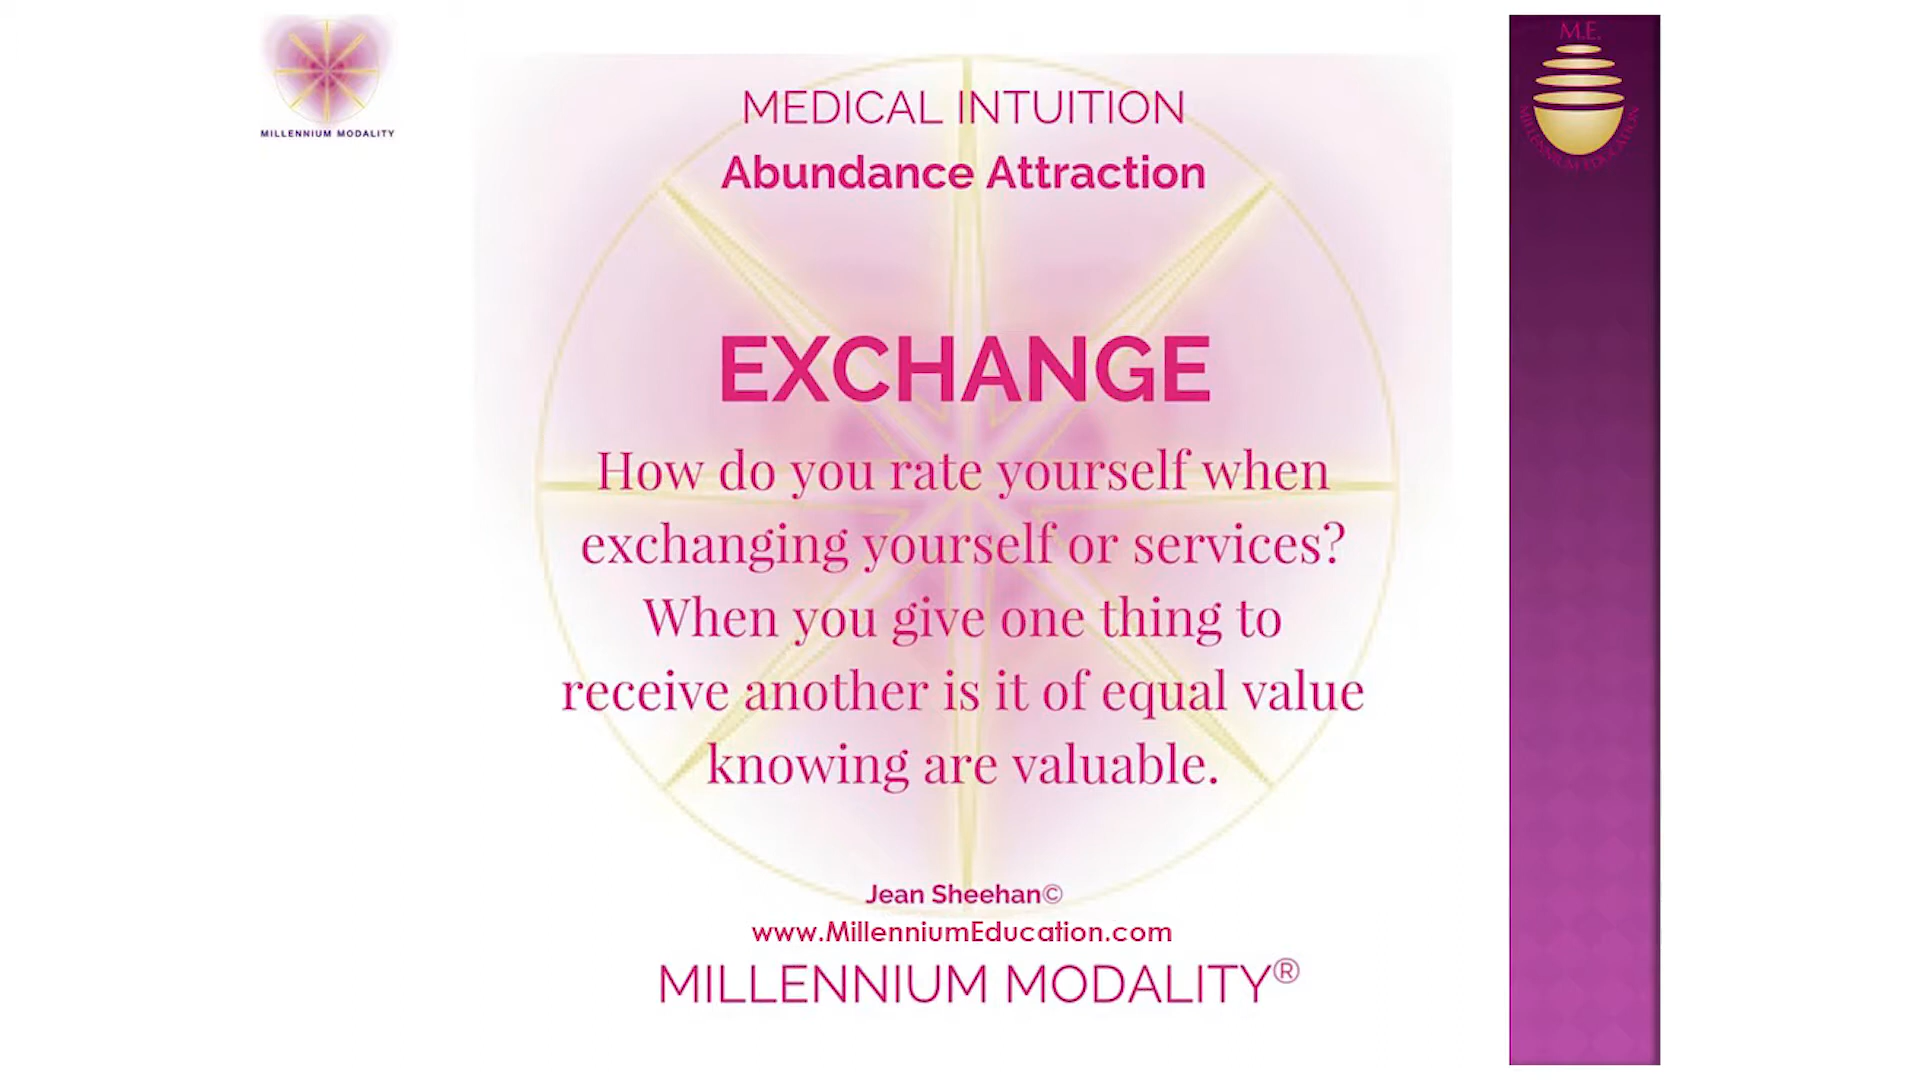 MILLENNIUM MODALITY
M.E.
MILLENNIUM EDUCATION
MEDICAL INTUITION
Abundance Attraction
EXCHANGE
How do you rate yourself when
exchanging yourself or services?
When you give one thing to
receive another is it of equal value
knowing are valuable.
Jean Sheehan©
www.MillenniumEducation.com
MILLENNIUM MODALITY®